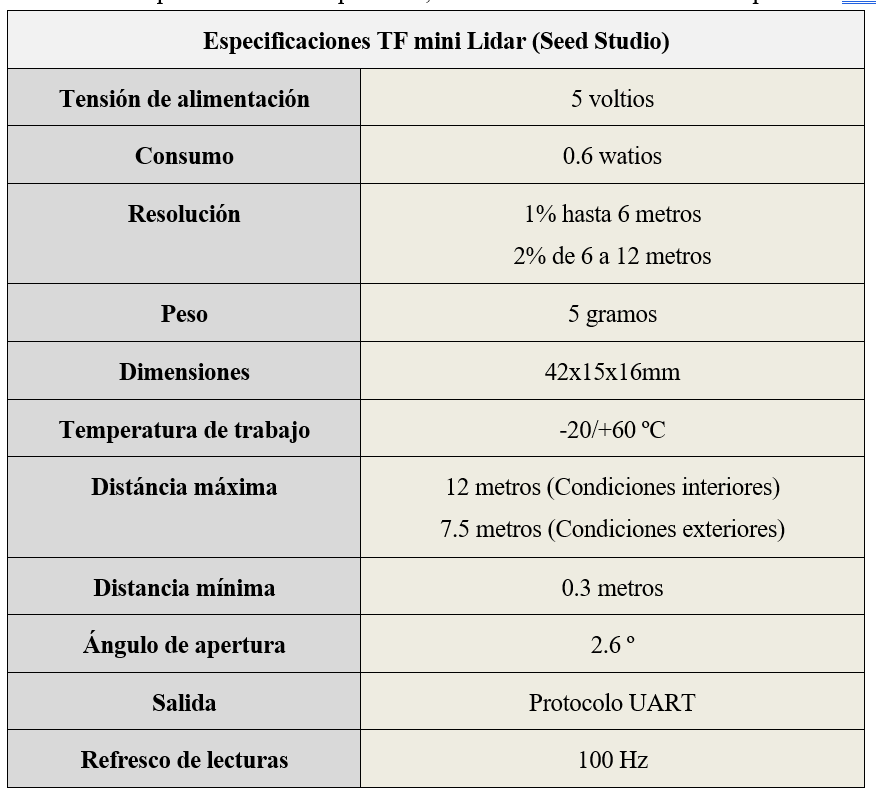 Especificaciones TF mini Lidar (Seed Studio)
Tensión de alimentación 5 voltios
Consumo 0.6 watios
Resolución 1% hasta 6 metros
2% de 6 a 12 metros
Peso 5 gramos
Dimensiones 42x15x16mm
Temperatura de trabajo -20/+60 ºC
Distáncia máxima 12 metros (Condiciones interiores)
7.5 metros (Condiciones exteriores)
Distancia mínima 0.3 metros
Ángulo de apertura 2.6 º
Salida Protocolo UART
Refresco de lecturas 100 Hz